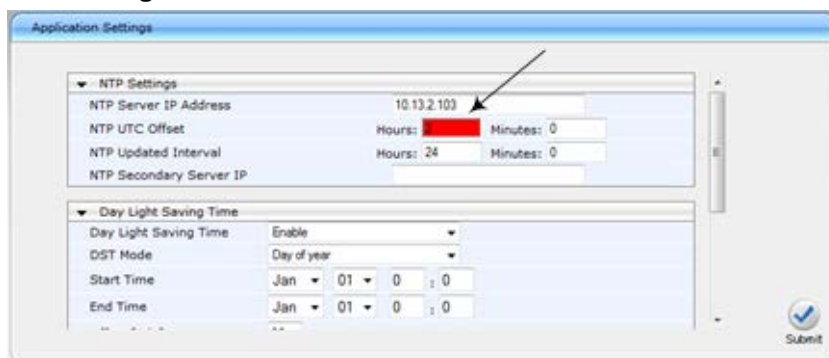 Application Settings
NTP Settings
NTP Server IP Address 10.13.2.103
NTP UTC Offset Hours: Minutes: 0
NTP Updated Interval Hours: 24 Minutes: 0
NTP Secondary Server IP
Day Light Saving Time
Day Light Saving Time Enable
DST Mode Day of year
Start Time Jan 01 0 : 0
End Time Jan 01 0 : 0
Submit